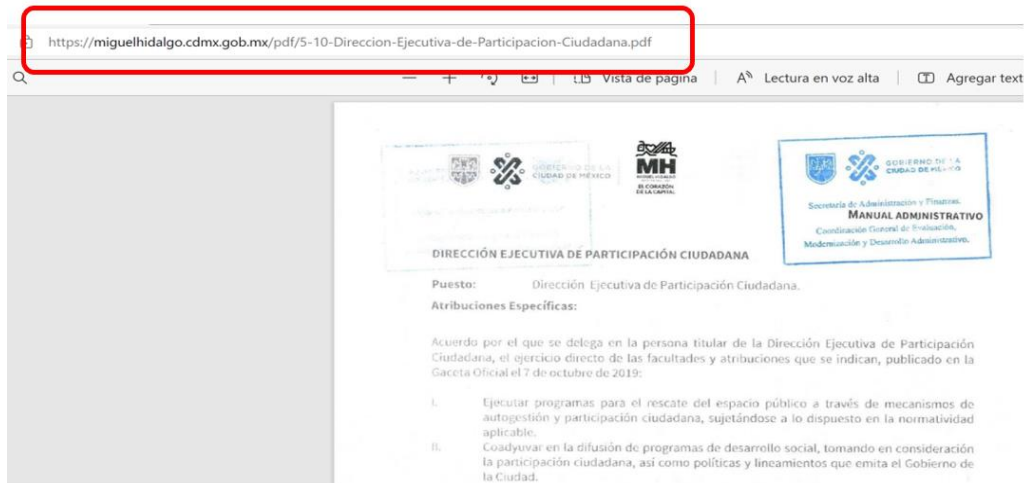 https://miguelhidalgo.cdmx.gob.mx/pdf/5-10-Direccion-Ejecutiva-de-Participacion-Ciudadana.pdf
Vista de página | Lectura en voz alta | Agregar text
GOBIERNO DE LA
CIUDAD DE MÉXICO
MH
MIGUEL HIDALGO
EL CORAZÓN
DE LA CAPITAL
GOBIERNO DE LA
CIUDAD DE MÉXICO
Secretaría de Administración y Finanzas.
MANUAL ADMINISTRATIVO
Coordinación General de Evaluación,
Modernización y Desarrollo Administrativo.
DIRECCIÓN EJECUTIVA DE PARTICIPACIÓN CIUDADANA
Puesto: Dirección Ejecutiva de Participación Ciudadana.
Atribuciones Específicas:
Acuerdo por el que se delega en la persona titular de la Dirección Ejecutiva de Participación
Ciudadana, el ejercicio directo de las facultades y atribuciones que se indican, publicado en la
Gaceta Oficial el 7 de octubre de 2019:
I. Ejecutar programas para el rescate del espacio público a través de mecanismos de
autogestión y participación ciudadana, sujetándose a lo dispuesto en la normatividad
aplicable.
II. Coadyuvar en la difusión de programas de desarrollo social, tomando en consideración
la participación ciudadana, así como políticas y lineamientos que emita el Gobierno de
la Ciudad.